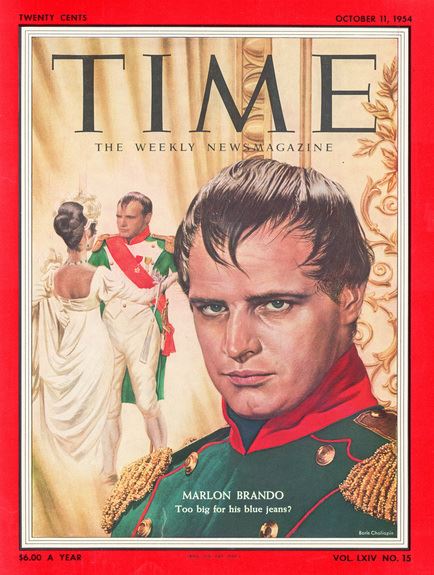 TWENTY CENTS
OCTOBER 11, 1954
TIME
THE WEEKLY NEWSMAGAZINE
MARLON BRANDO
Too big for his blue jeans?
Boris Chaliapin
$6.00 A YEAR
VOL. LXIV NO. 15